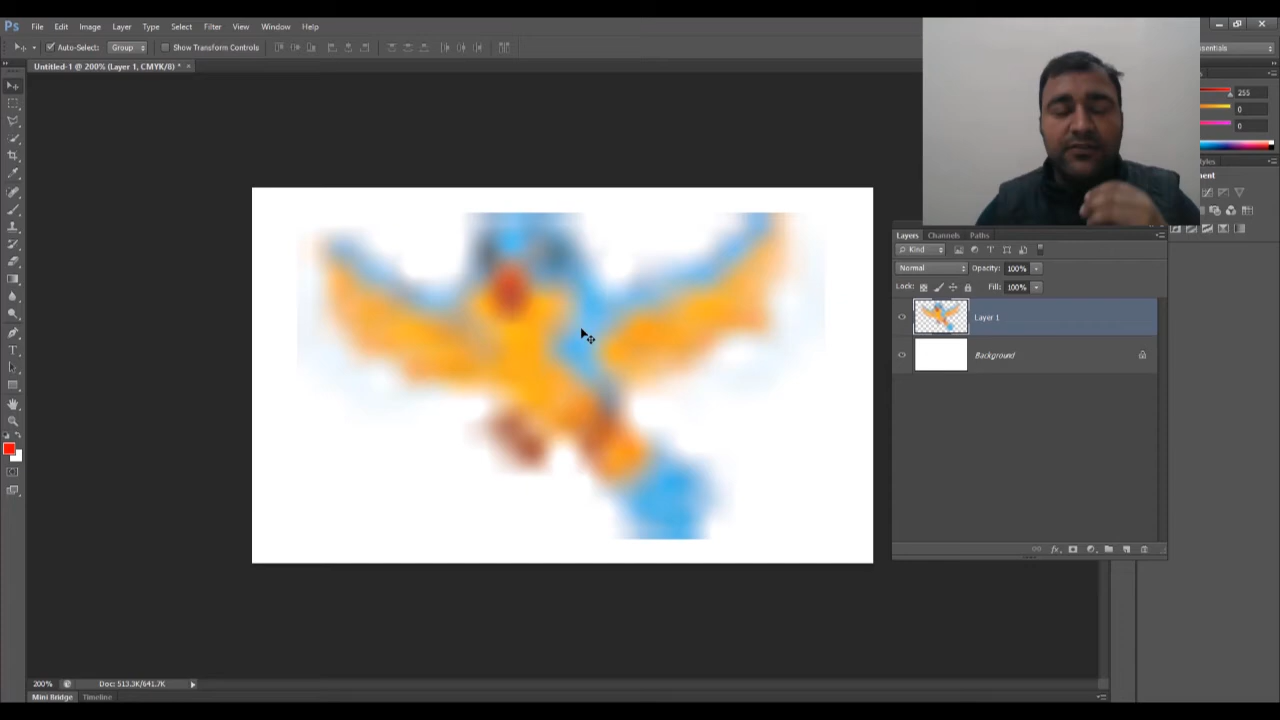 Ps File Edit Image Layer Type Select Filter View Window Help
Auto-Select: Group Show Transform Controls
Untitled-1 @ 200% (Layer 1, CMYK/8) * ×
255
0
0
Layers Channels Paths
Kind
Normal Opacity: 100%
Lock: Fill: 100%
Layer 1
Background
200% Doc: 513.3K/641.7K
Mini Bridge Timeline